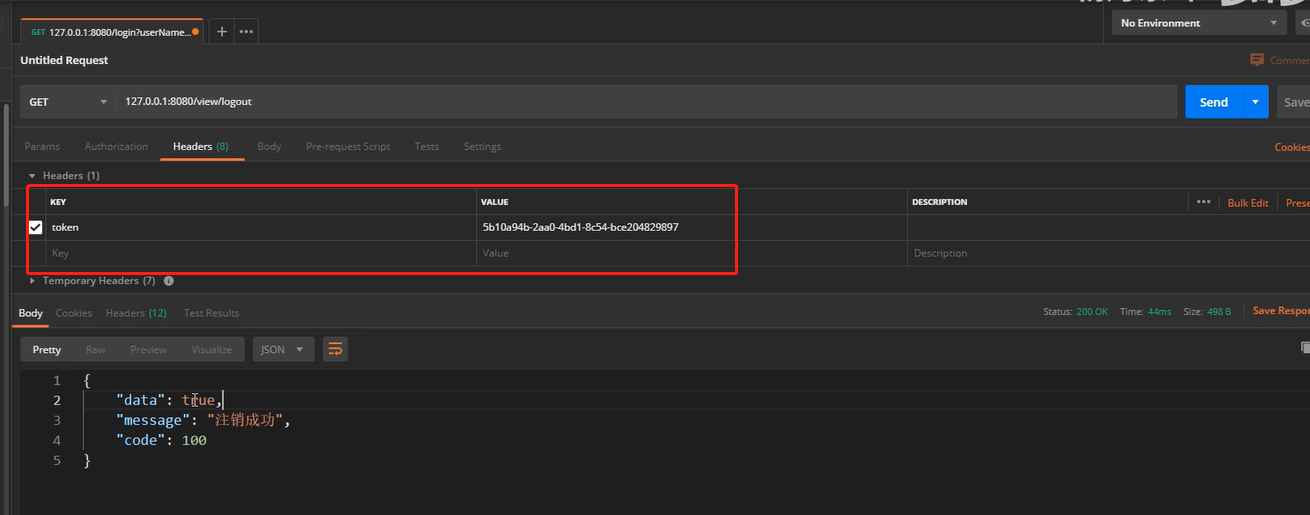 GET 127.0.0.1:8080/login?userName... + ••• No Environment
Untitled Request
GET 127.0.0.1:8080/view/logout Send Save
Params Authorization Headers (8) Body Pre-request Script Tests Settings Cookies
Headers (1)
KEY VALUE DESCRIPTION ••• Bulk Edit
token 5b10a94b-2aa0-4bd1-8c54-bce204829897
Key Value Description
Temporary Headers (7)
Body Cookies Headers (12) Test Results Status: 200 OK Time: 44ms Size: 498 B Save
Pretty Raw Preview Visualize JSON
1 {
2 "data": true,
3 "message": "注销成功",
4 "code": 100
5 }